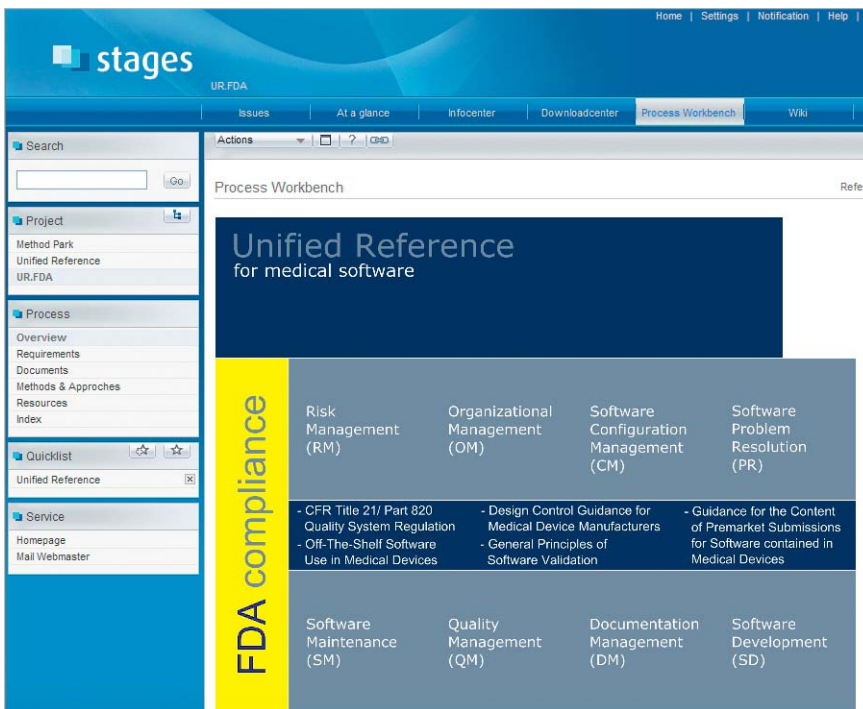 Home | Settings | Notification | Help |
stages
UR.FDA
Issues | At a glance | Infocenter | Downloadcenter | Process Workbench | Wiki |
Search
Go
Project
Method Park
Unified Reference
UR.FDA
Process
Overview
Requirements
Documents
Methods & Approches
Resources
Index
Quicklist
Unified Reference
Service
Homepage
Mail Webmaster
Actions
?
Process Workbench
Refe
Unified Reference
for medical software
FDA compliance
Risk
Management
(RM)
Organizational
Management
(OM)
Software
Configuration
Management
(CM)
Software
Problem
Resolution
(PR)
- CFR Title 21/ Part 820
Quality System Regulation
- Off-The-Shelf Software
Use in Medical Devices
- Design Control Guidance for
Medical Device Manufacturers
- General Principles of
Software Validation
- Guidance for the Content
of Premarket Submissions
for Software contained in
Medical Devices
Software
Maintenance
(SM)
Quality
Management
(QM)
Documentation
Management
(DM)
Software
Development
(SD)